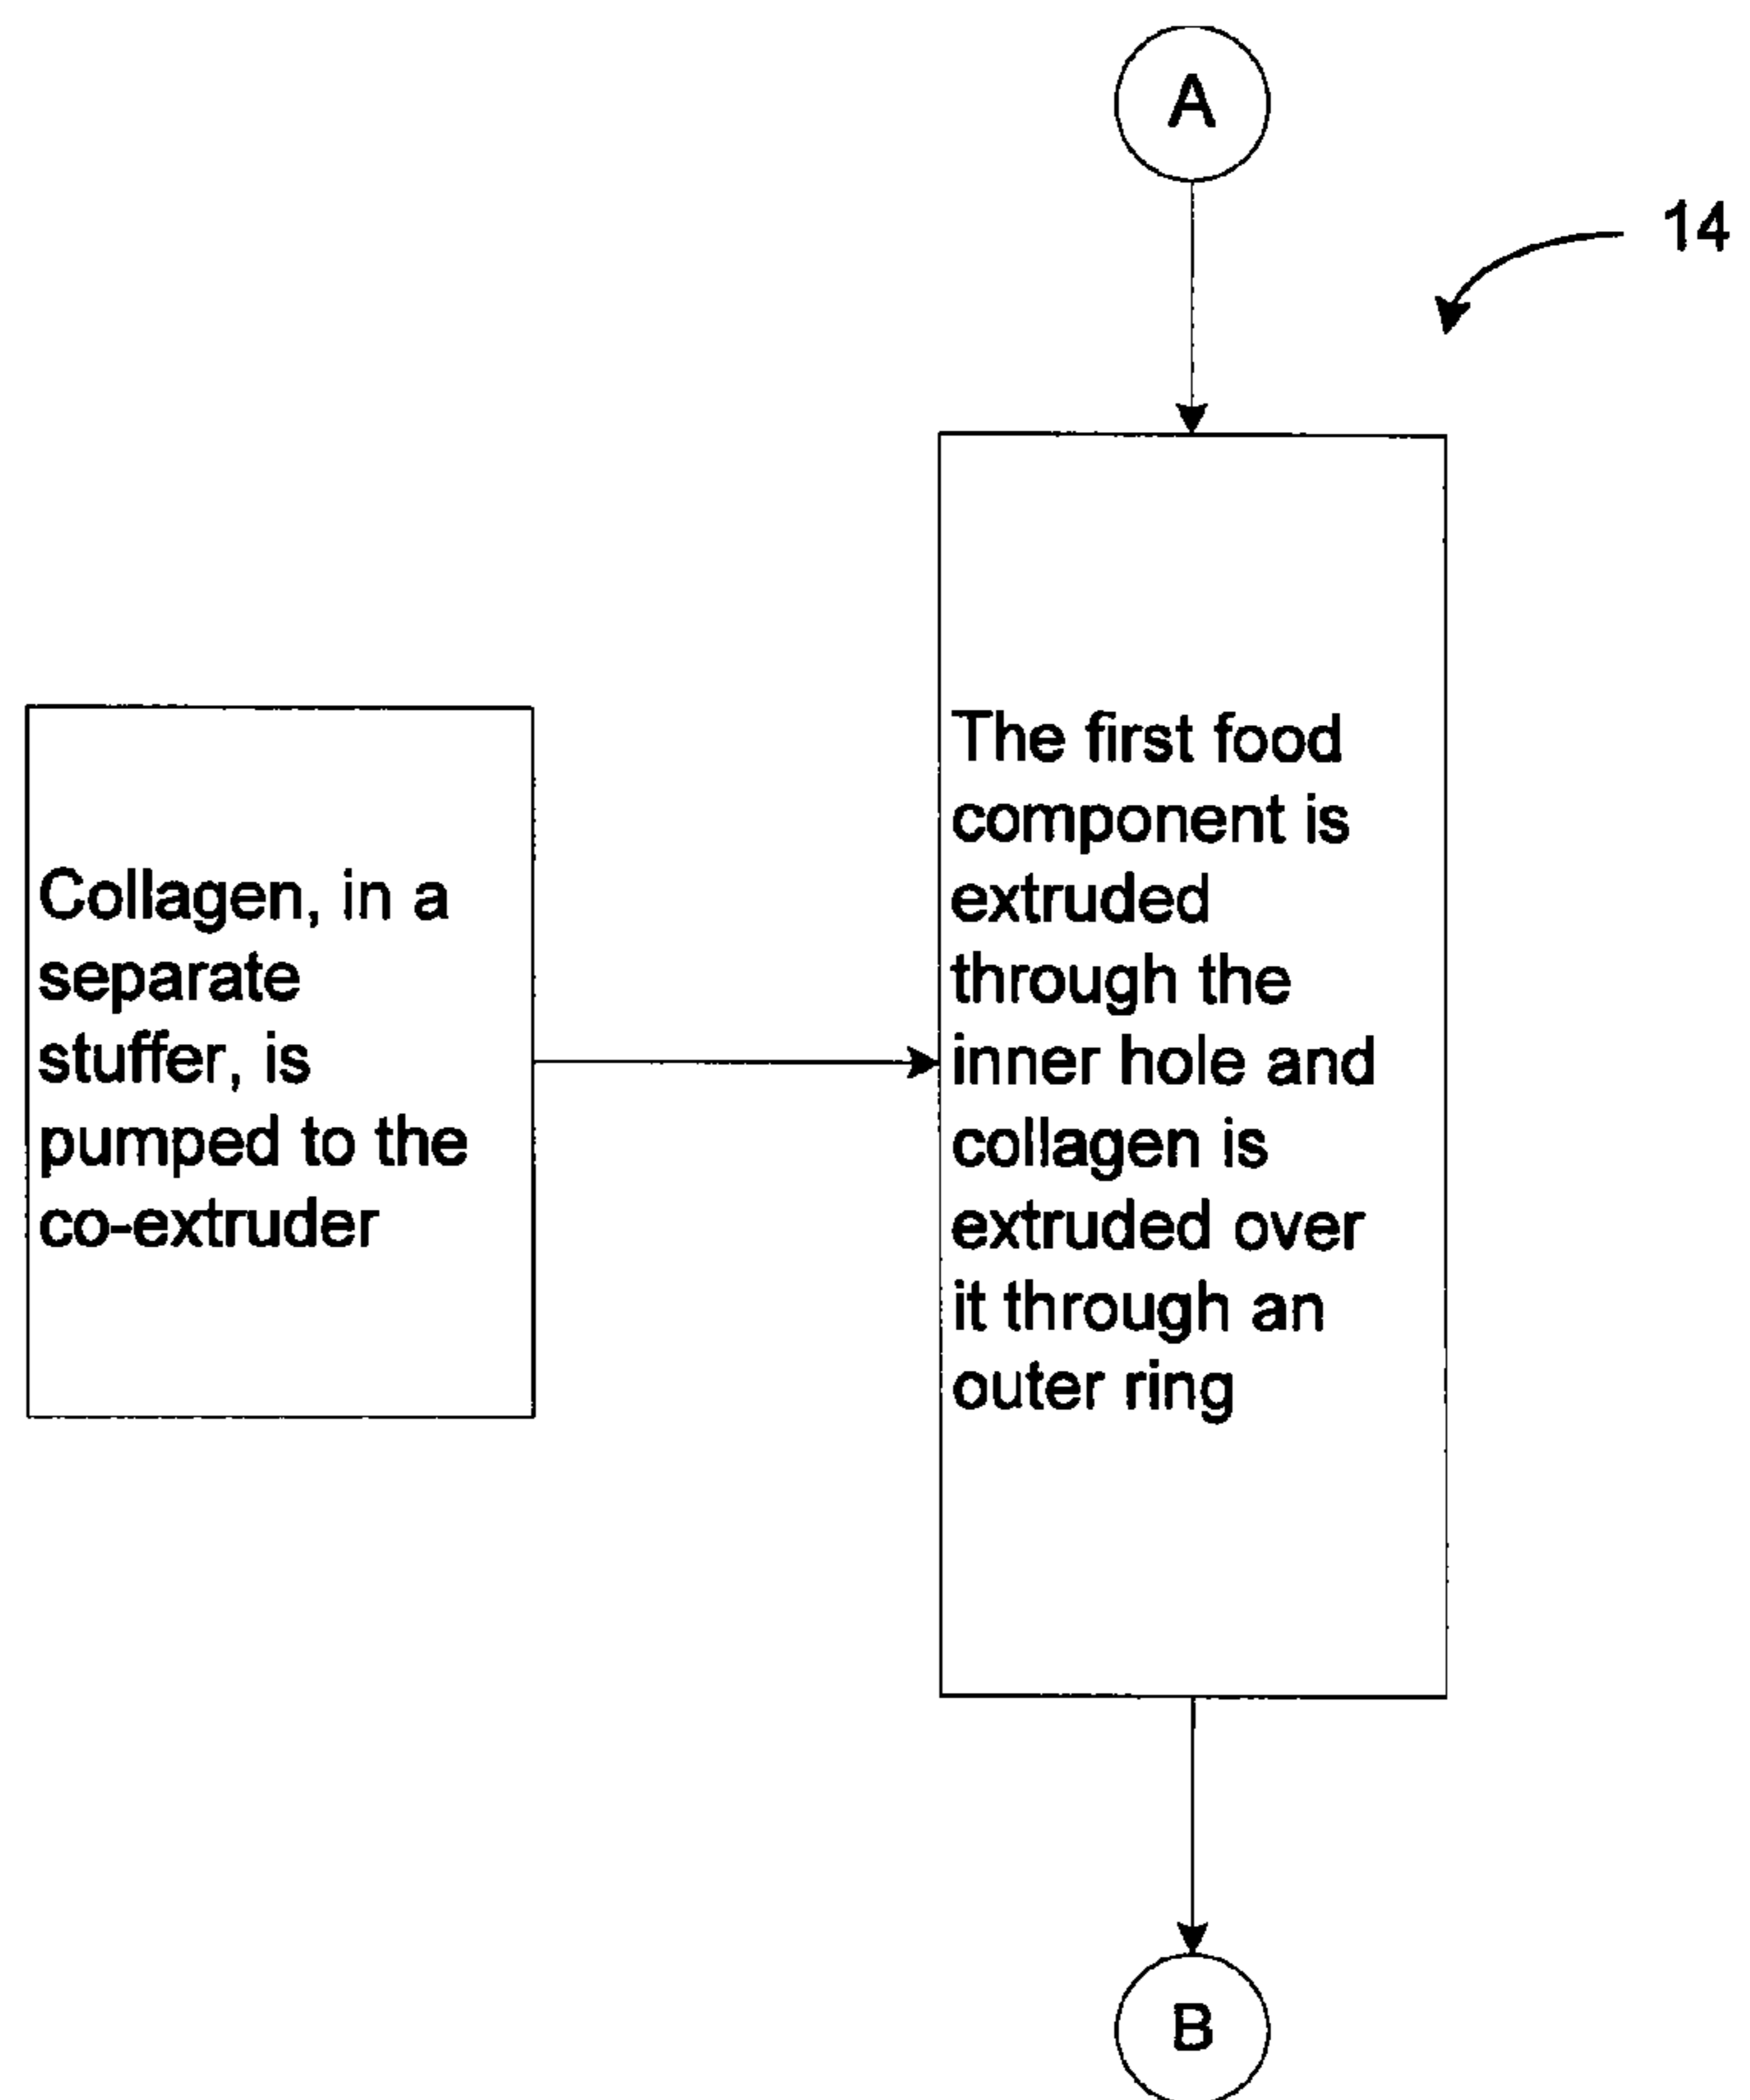 A
14
Collagen, in a
separate
stuffer, is
pumped to the
co-extruder
The first food
component is
extruded
through the
inner hole and
collagen is
extruded over
it through an
outer ring
B